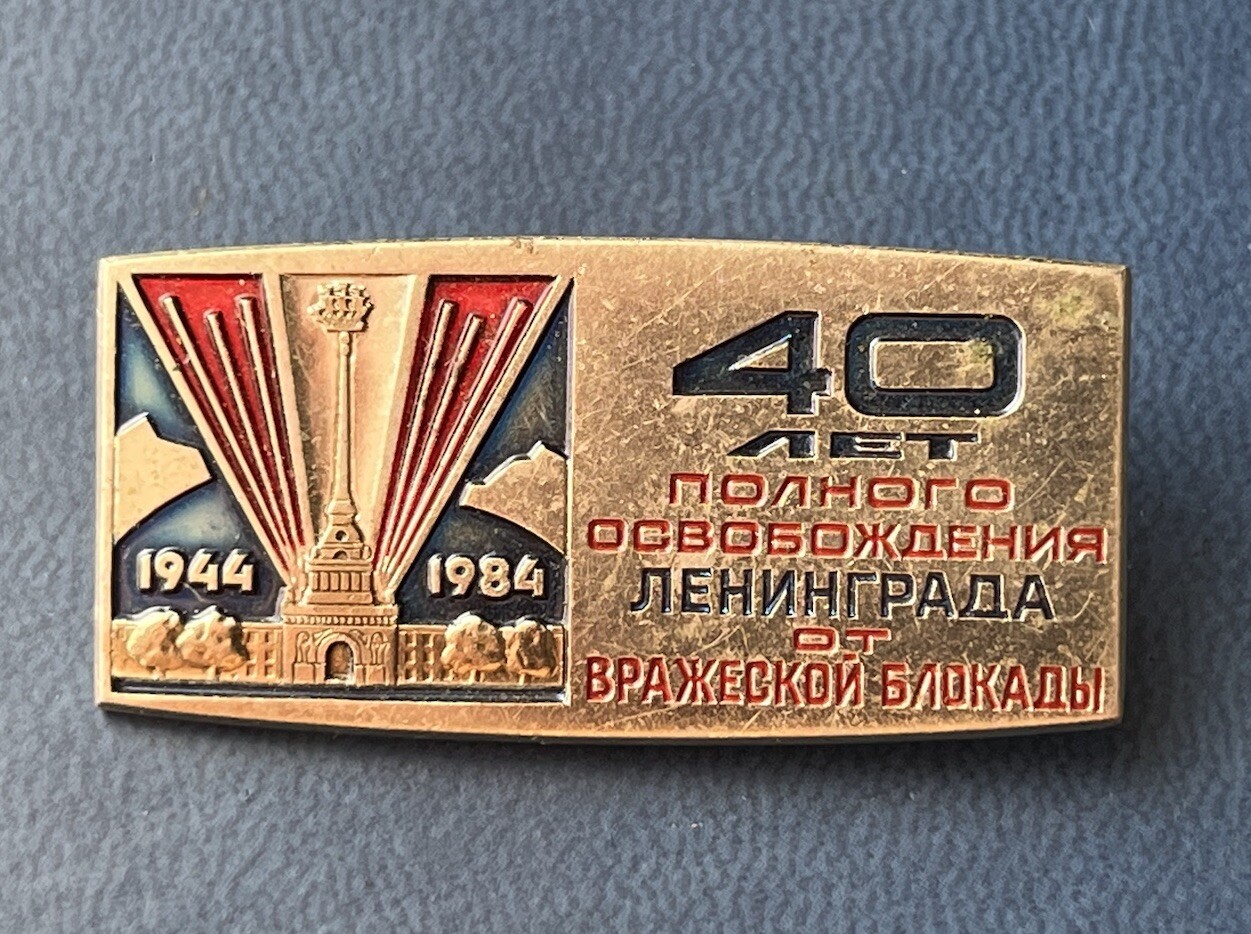 1944 1984
40
ЛЕТ
ПОЛНОГО
ОСВОБОЖДЕНИЯ
ЛЕНИНГРАДА
ОТ
ВРАЖЕСКОЙ БЛОКАДЫ